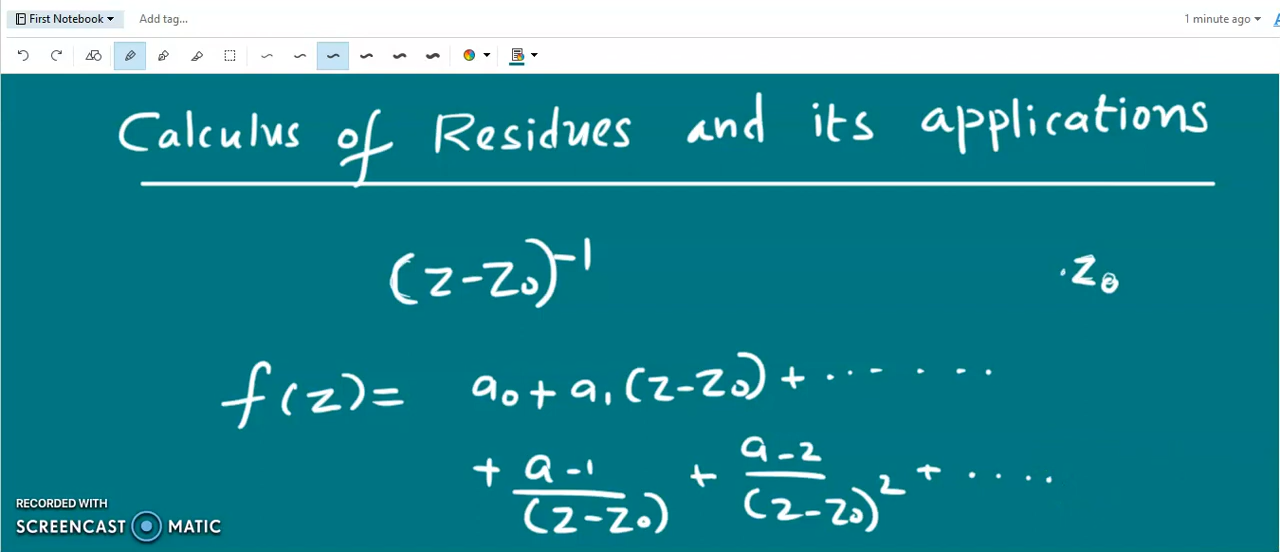 First Notebook Add tag... 1 minute ago
Calculus of Residues and its applications
(z-z₀)⁻¹ .z₀
f(z) = a₀ + a₁(z-z₀) + .......
+ a₋₁/(z-z₀) + a₋₂/(z-z₀)² + ....
RECORDED WITH
SCREENCAST MATIC